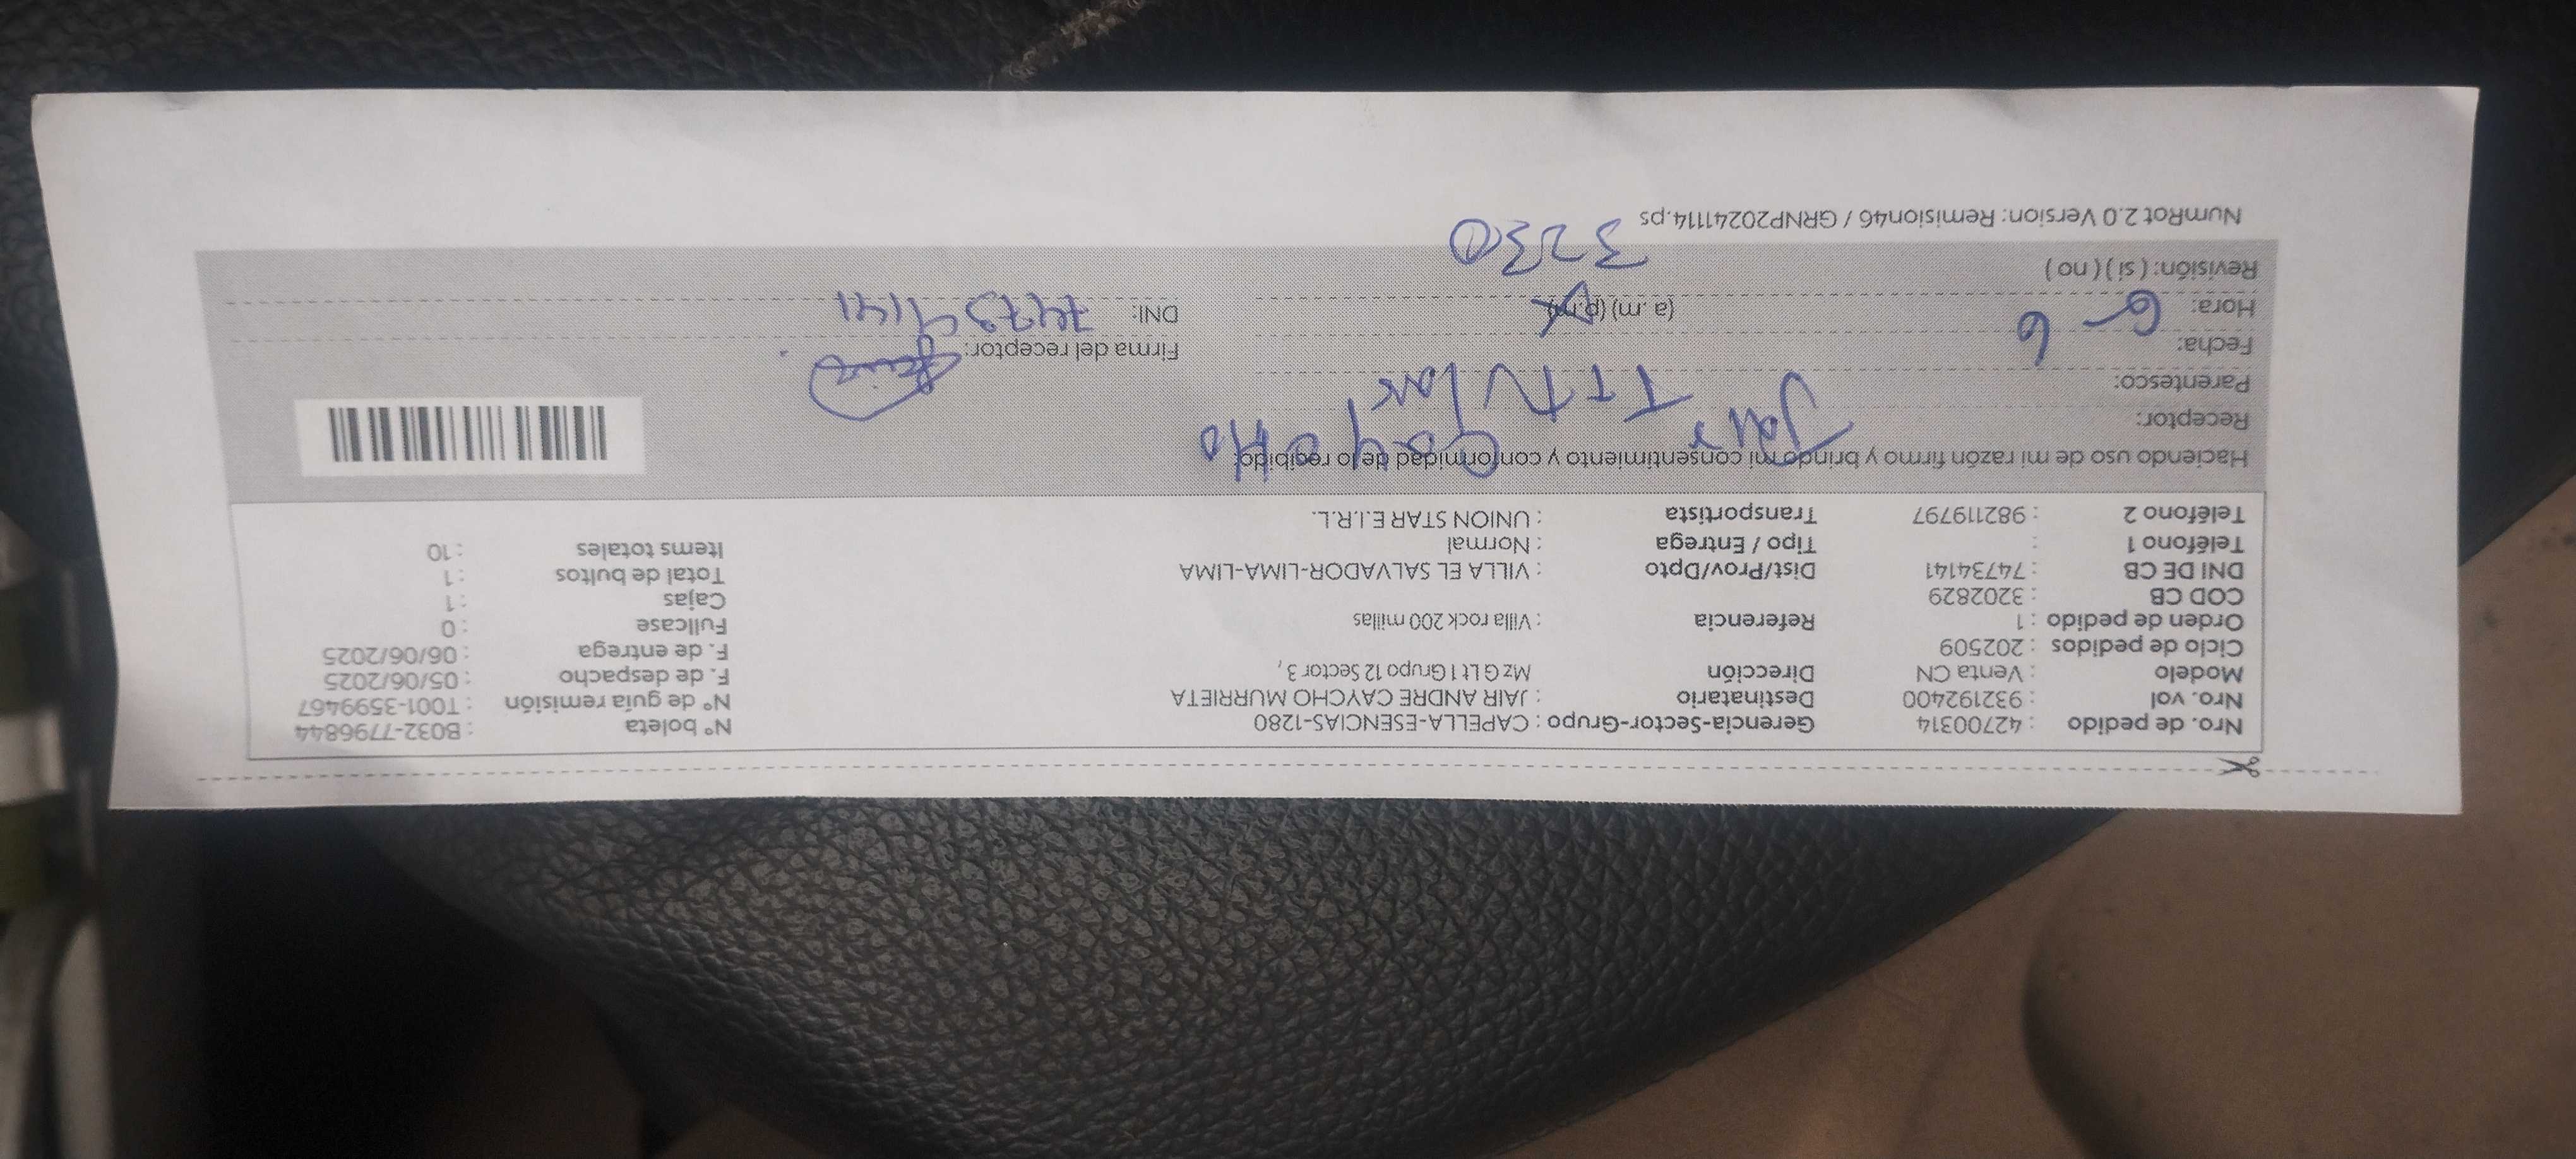 Nro. de pedido : 42700314 Gerencia-Sector-Grupo : CAPELLA-ESENCIAS-1280 N° boleta : B032-7796844
Nro. vol : 932192400 Destinatario : JAIR ANDRE CAYCHO MURRIETA N° de guía remisión : T001-3599467
Modelo : Venta CN Dirección Mz G Lt 1 Grupo 12 Sector 3, F. de despacho : 05/06/2025
Ciclo de pedidos : 202509 F. de entrega : 06/06/2025
Orden de pedido : 1 Referencia : Villa rock 200 millas Fullcase : 0
COD CB : 3202829 Cajas : 1
DNI DE CB : 74734141 Dist/Prov/Dpto : VILLA EL SALVADOR-LIMA-LIMA Total de bultos : 1
Teléfono 1 : Tipo / Entrega : Normal Items totales : 10
Teléfono 2 : 982119797 Transportista : UNION STAR E.I.R.L.
Haciendo uso de mi razón firmo y brindo mi consentimiento y conformidad de lo recibido:
Receptor: Jair Caycho
Parentesco: Titular
Fecha: 6-6 Firma del receptor:
Hora: (a.m) (p.m) DNI: 74734141
Revisión: ( si ) ( no ) 3230
NumRot 2.0 Version: Remision46 / GRNP20241114.ps